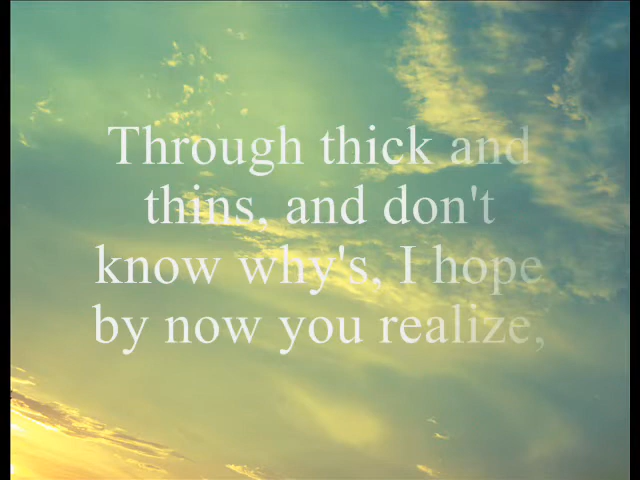 Through thick and
thins, and don't
know why's, I hope
by now you realize,